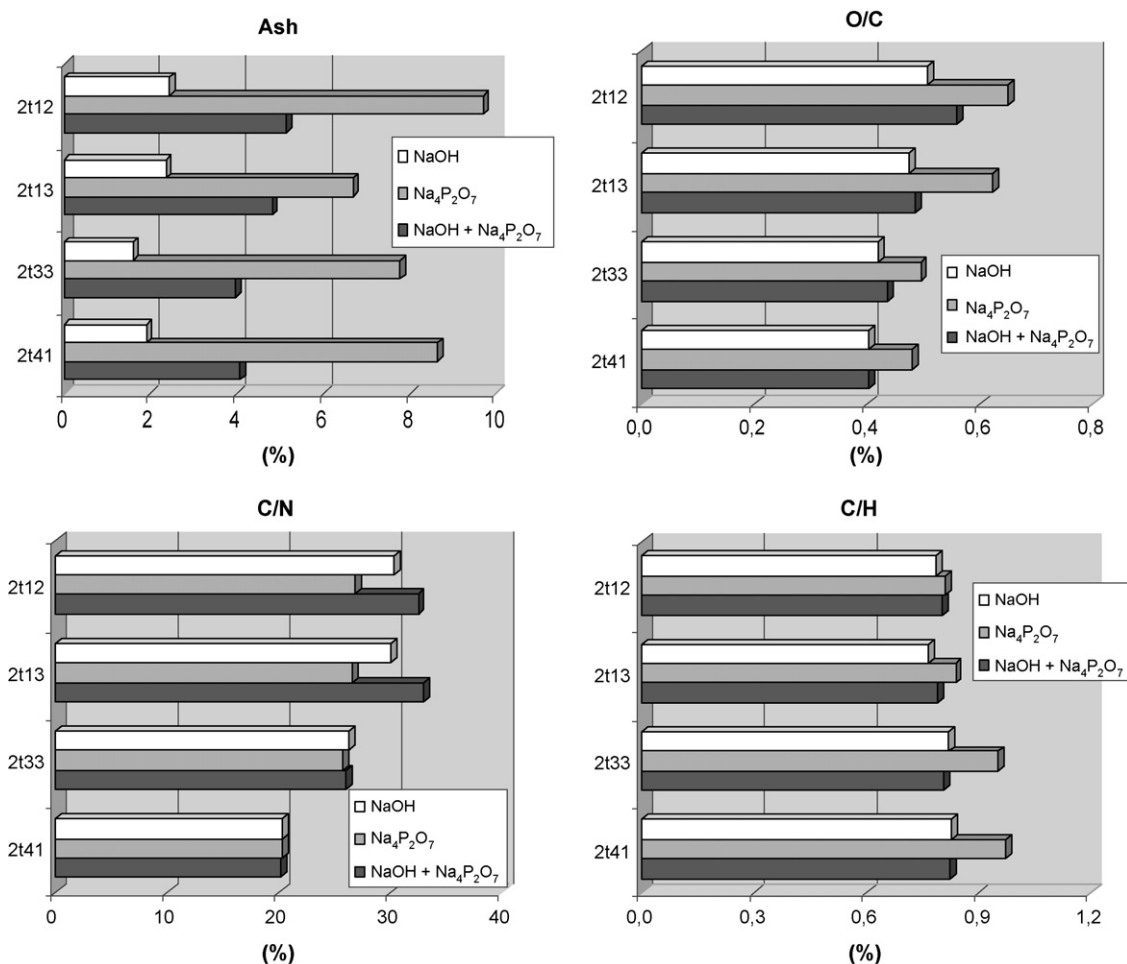 Ash
2t12
2t13
2t33
2t41
0 2 4 6 8 10
(%)
NaOH
Na₄P₂O₇
NaOH + Na₄P₂O₇
O/C
2t12
2t13
2t33
2t41
0,0 0,2 0,4 0,6 0,8
(%)
NaOH
Na₄P₂O₇
NaOH + Na₄P₂O₇
C/N
2t12
2t13
2t33
2t41
0 10 20 30 40
(%)
NaOH
Na₄P₂O₇
NaOH + Na₄P₂O₇
C/H
2t12
2t13
2t33
2t41
0,0 0,3 0,6 0,9 1,2
(%)
NaOH
Na₄P₂O₇
NaOH + Na₄P₂O₇